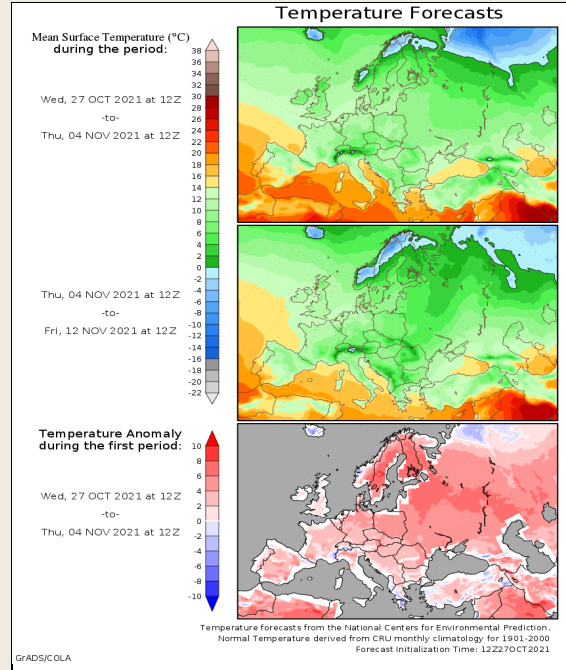 Temperature Forecasts
Mean Surface Temperature (°C)
during the period:
Wed, 27 OCT 2021 at 12Z
-to-
Thu, 04 NOV 2021 at 12Z
38
36
34
32
30
28
26
24
22
20
18
16
14
12
10
8
6
4
2
0
-2
-4
-6
-8
-10
-12
-14
-16
-18
-20
-22
Thu, 04 NOV 2021 at 12Z
-to-
Fri, 12 NOV 2021 at 12Z
Temperature Anomaly
during the first period:
Wed, 27 OCT 2021 at 12Z
-to-
Thu, 04 NOV 2021 at 12Z
10
8
6
4
2
0
-2
-4
-6
-8
-10
Temperature forecasts from the National Centers for Environmental Prediction.
Normal Temperature derived from CRU monthly climatology for 1901-2000
Forecast Initialization Time: 12Z27OCT2021
GrADS/COLA